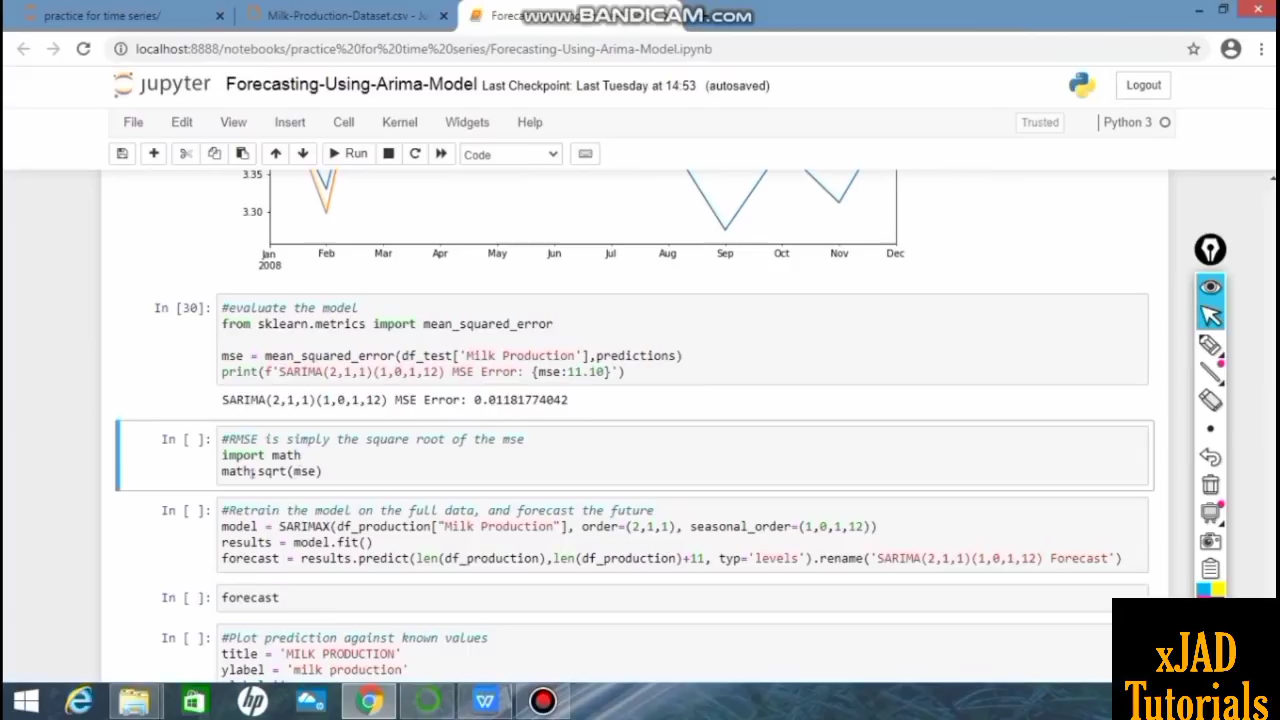 practice for time series/
Milk-Production-Dataset.csv - Ju
Foreca
www.BANDICAM.com
localhost:8888/notebooks/practice%20for%20time%20series/Forecasting-Using-Arima-Model.ipynb
jupyter
Forecasting-Using-Arima-Model Last Checkpoint: Last Tuesday at 14:53 (autosaved)
Logout
File Edit View Insert Cell Kernel Widgets Help
Trusted
Python 3
Run
Code
3.35
3.30
Jan Feb Mar Apr May Jun Jul Aug Sep Oct Nov Dec
2008
In [30]: #evaluate the model
from sklearn.metrics import mean_squared_error
mse = mean_squared_error(df_test['Milk Production'],predictions)
print(f'SARIMA(2,1,1)(1,0,1,12) MSE Error: {mse:11.10}')
SARIMA(2,1,1)(1,0,1,12) MSE Error: 0.01181774042
In [ ]: #RMSE is simply the square root of the mse
import math
math.sqrt(mse)
In [ ]: #Retrain the model on the full data, and forecast the future
model = SARIMAX(df_production["Milk Production"], order=(2,1,1), seasonal_order=(1,0,1,12))
results = model.fit()
forecast = results.predict(len(df_production),len(df_production)+11, typ='levels').rename('SARIMA(2,1,1)(1,0,1,12) Forecast')
In [ ]: forecast
In [ ]: #Plot prediction against known values
title = 'MILK PRODUCTION'
ylabel = 'milk production'
xJAD
Tutorials